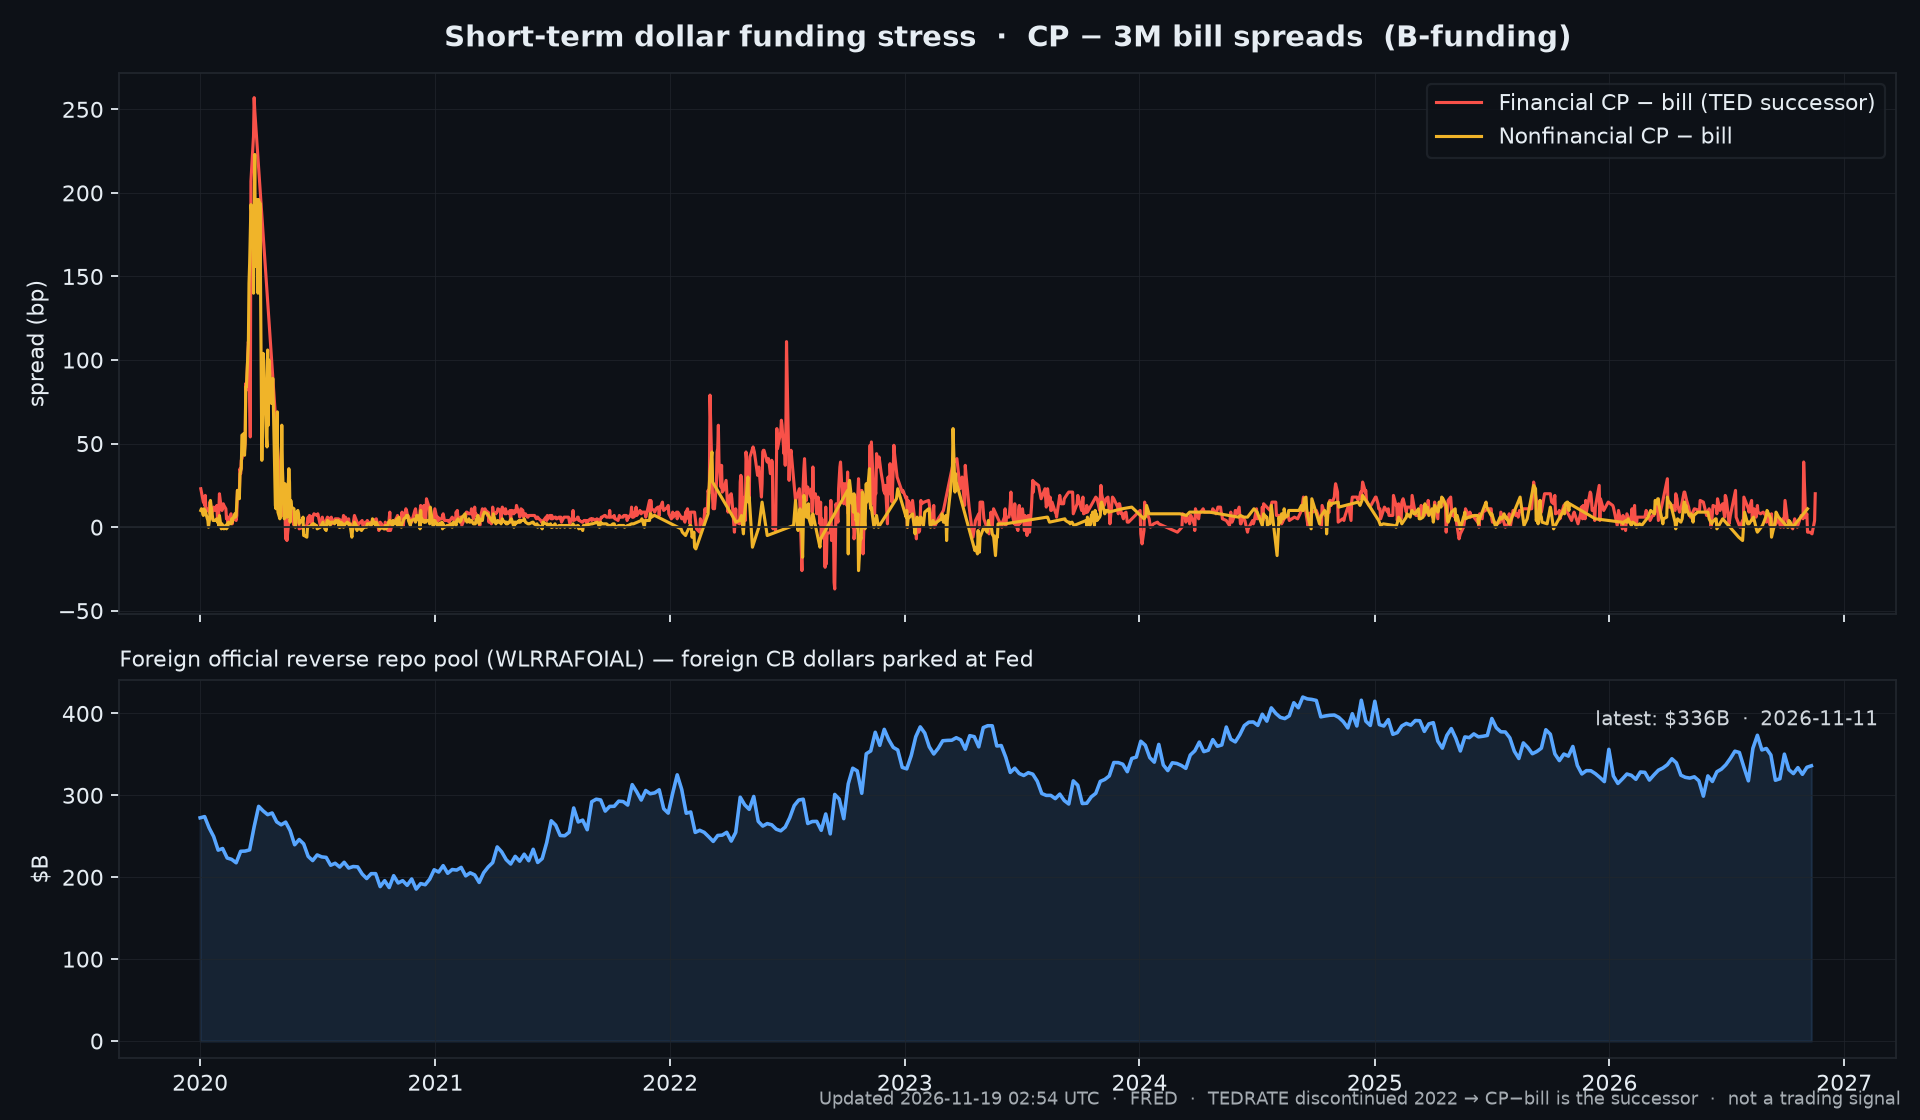 Short-term dollar funding stress · CP − 3M bill spreads (B-funding)
Financial CP − bill (TED successor)
Nonfinancial CP − bill
spread (bp)
250
200
150
100
50
0
−50
Foreign official reverse repo pool (WLRRAFOIAL) — foreign CB dollars parked at Fed
latest: $336B · 2026-11-11
$B
400
300
200
100
0
2020 2021 2022 2023 2024 2025 2026 2027
Updated 2026-11-19 02:54 UTC · FRED · TEDRATE discontinued 2022 → CP−bill is the successor · not a trading signal